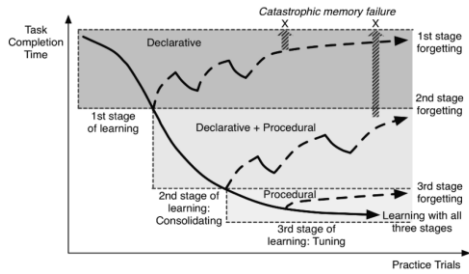 Catastrophic memory failure
X
X
Task
Completion
Time
Declarative
1st stage
forgetting
2nd stage
forgetting
1st stage
of learning
Declarative + Procedural
3rd stage
forgetting
Procedural
2nd stage of
learning:
Consolidating
Learning with all
three stages
3rd stage of
learning: Tuning
Practice Trials